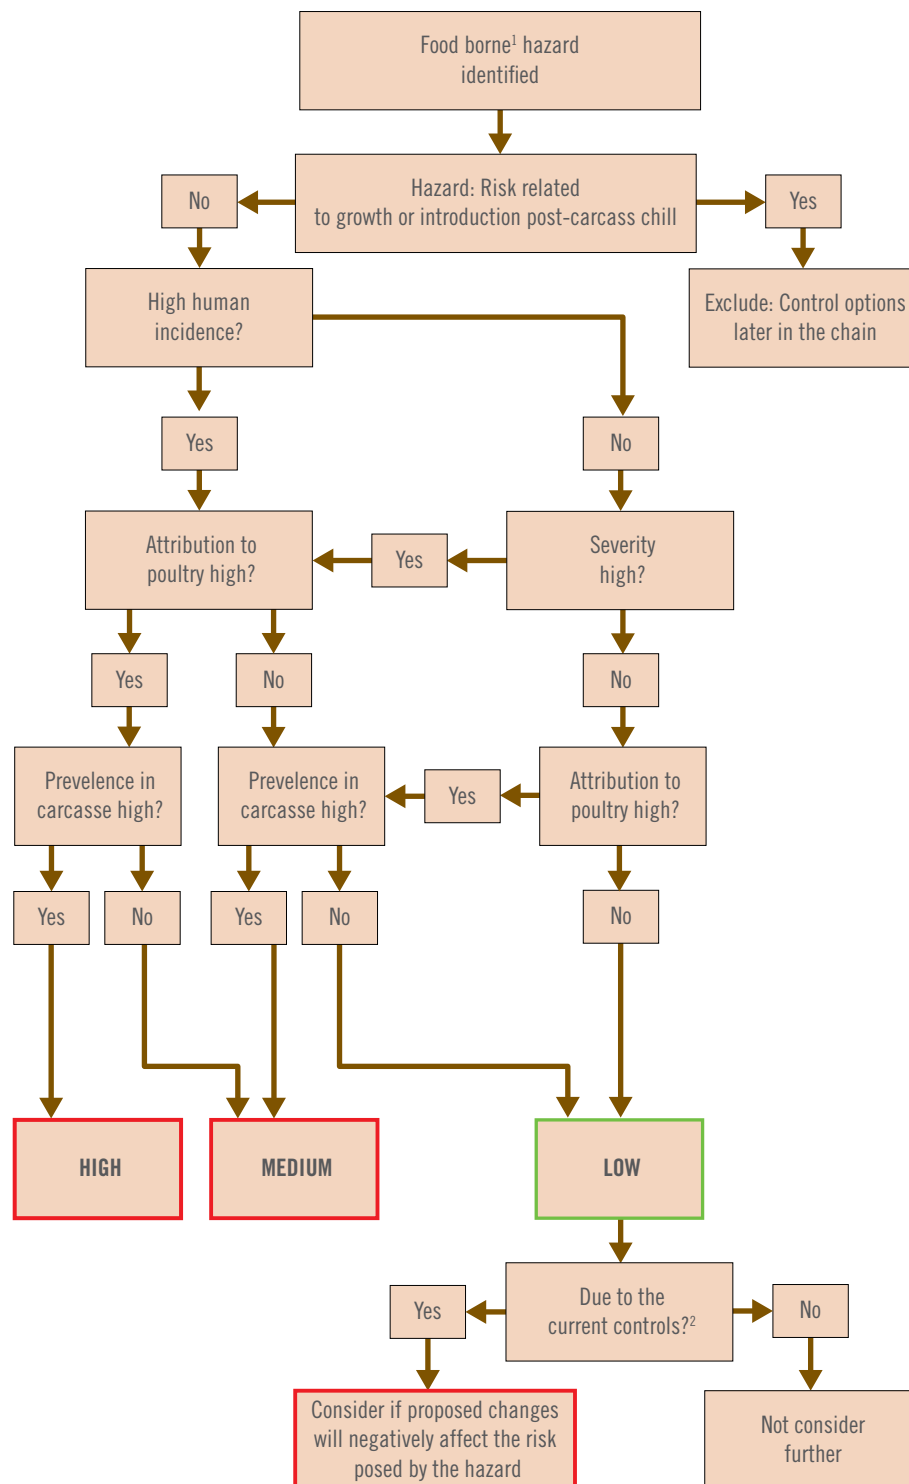 Food borne¹ hazard
identified
Hazard: Risk related
to growth or introduction post-carcass chill
No
Yes
High human
incidence?
Exclude: Control options
later in the chain
Yes
No
Attribution to
poultry high?
Yes
Severity
high?
Yes
No
No
Prevelence in
carcasse high?
Prevelence in
carcasse high?
Yes
Attribution to
poultry high?
Yes
No
Yes
No
No
HIGH
MEDIUM
LOW
Yes
Due to the
current controls?²
No
Consider if proposed changes
will negatively affect the risk
posed by the hazard
Not consider
further